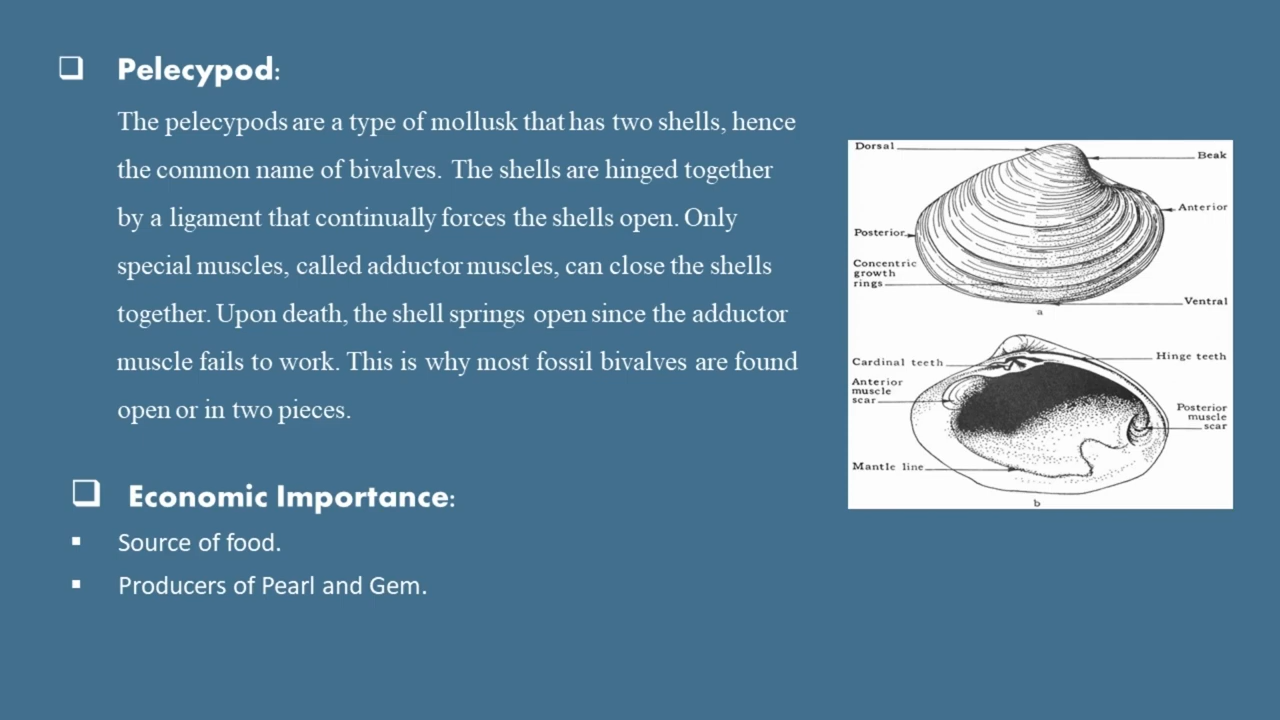 Pelecypod:
The pelecypods are a type of mollusk that has two shells, hence
the common name of bivalves. The shells are hinged together
by a ligament that continually forces the shells open. Only
special muscles, called adductor muscles, can close the shells
together. Upon death, the shell springs open since the adductor
muscle fails to work. This is why most fossil bivalves are found
open or in two pieces.
Economic Importance:
Source of food.
Producers of Pearl and Gem.
Dorsal
Beak
Anterior
Posterior
Concentric
growth
rings
Ventral
a
Cardinal teeth
Hinge teeth
Anterior
muscle
scar
Posterior
muscle
scar
Mantle line
b